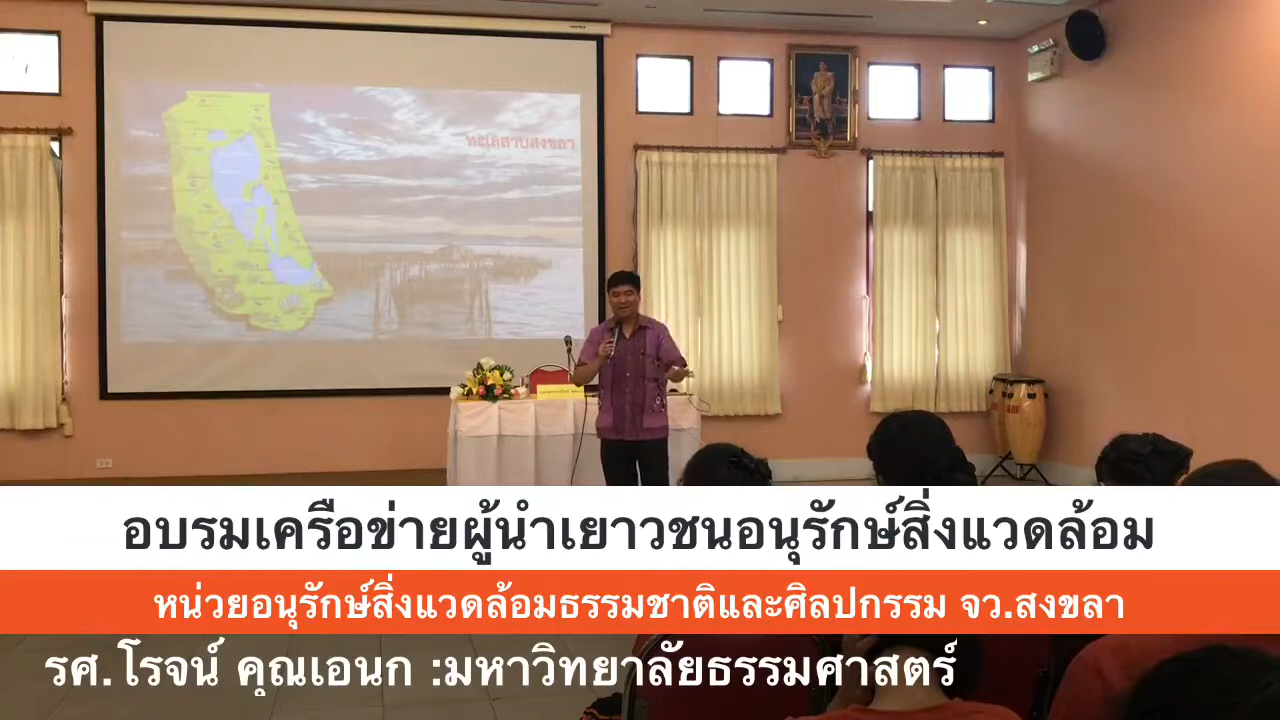 ทะเลสาบสงขลา
อบรมเครือข่ายผู้นำเยาวชนอนุรักษ์สิ่งแวดล้อม
หน่วยอนุรักษ์สิ่งแวดล้อมธรรมชาติและศิลปกรรม จว.สงขลา
รศ.โรจน์ คุณเอนก :มหาวิทยาลัยธรรมศาสตร์